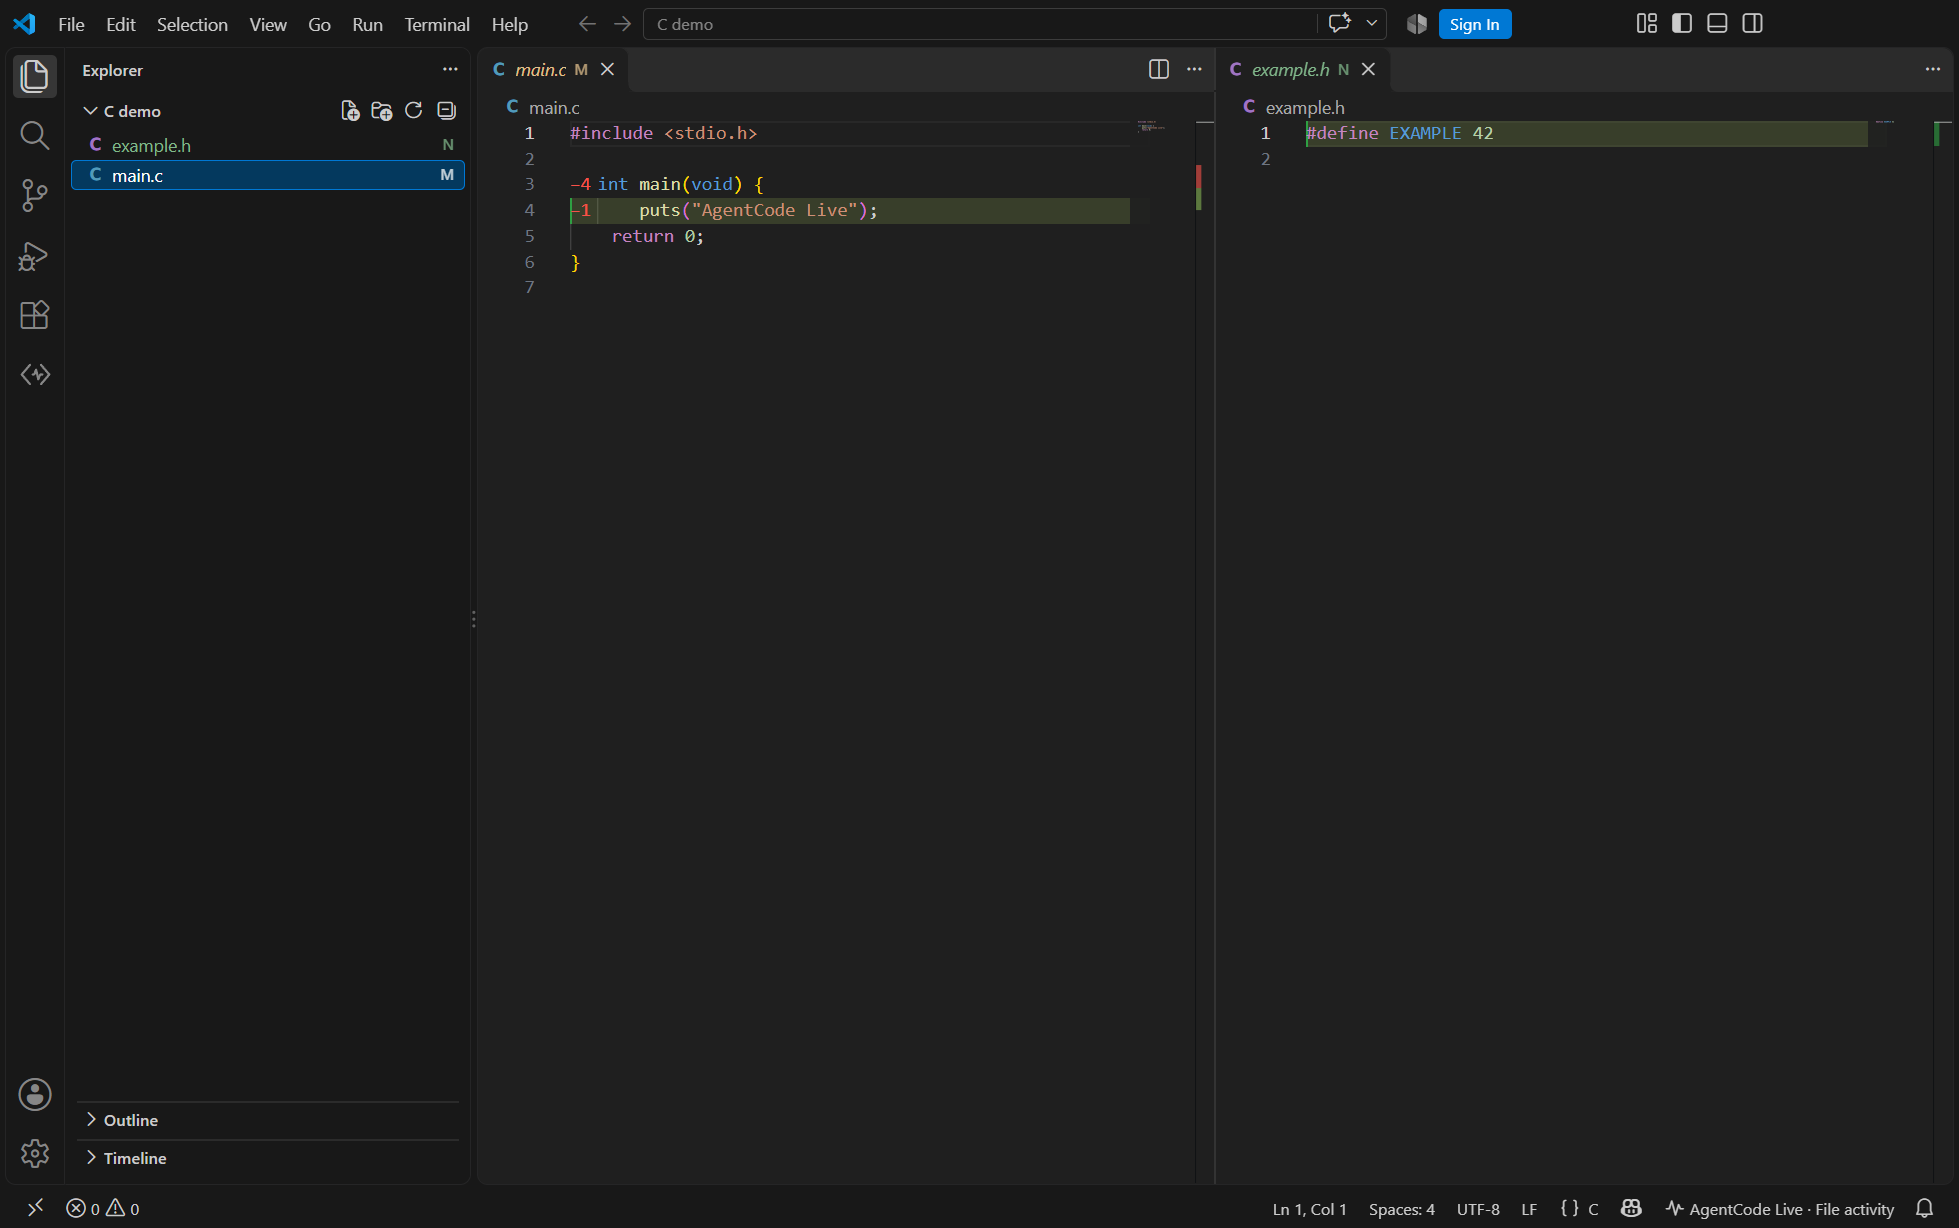 File Edit Selection View Go Run Terminal Help
C demo
Sign In
Explorer
C demo
C example.h N
C main.c M
Outline
Timeline
C main.c M
C main.c
1 #include <stdio.h>
2
3 −4 int main(void) {
4 −1 puts("AgentCode Live");
5 return 0;
6 }
7
C example.h N
C example.h
1 #define EXAMPLE 42
2
0 0
Ln 1, Col 1 Spaces: 4 UTF-8 LF {} C AgentCode Live · File activity